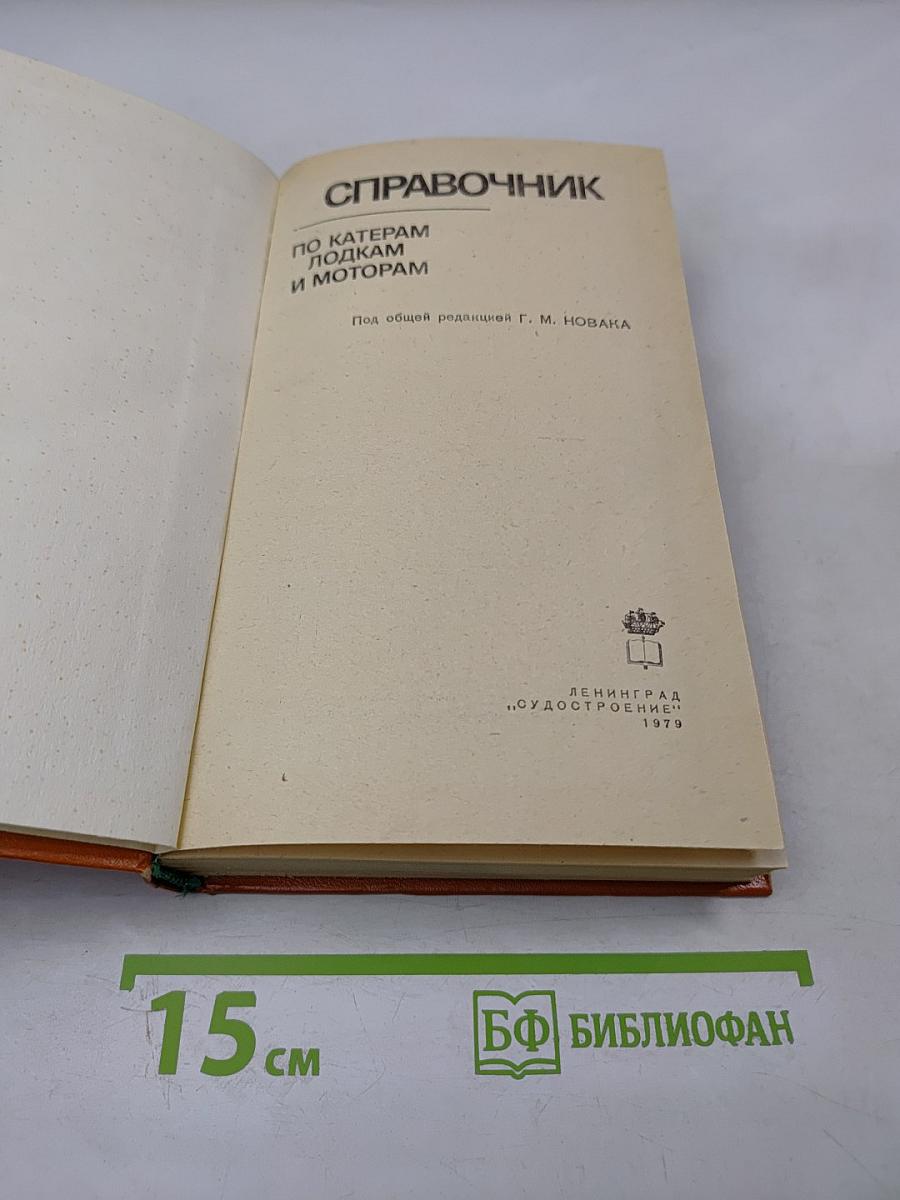 СПРАВОЧНИК
ПО КАТЕРАМ
ЛОДКАМ
И МОТОРАМ
Под общей редакцией Г. М. НОВАКА
ЛЕНИНГРАД
„СУДОСТРОЕНИЕ“
1979
15 см
БФ БИБЛИОФАН